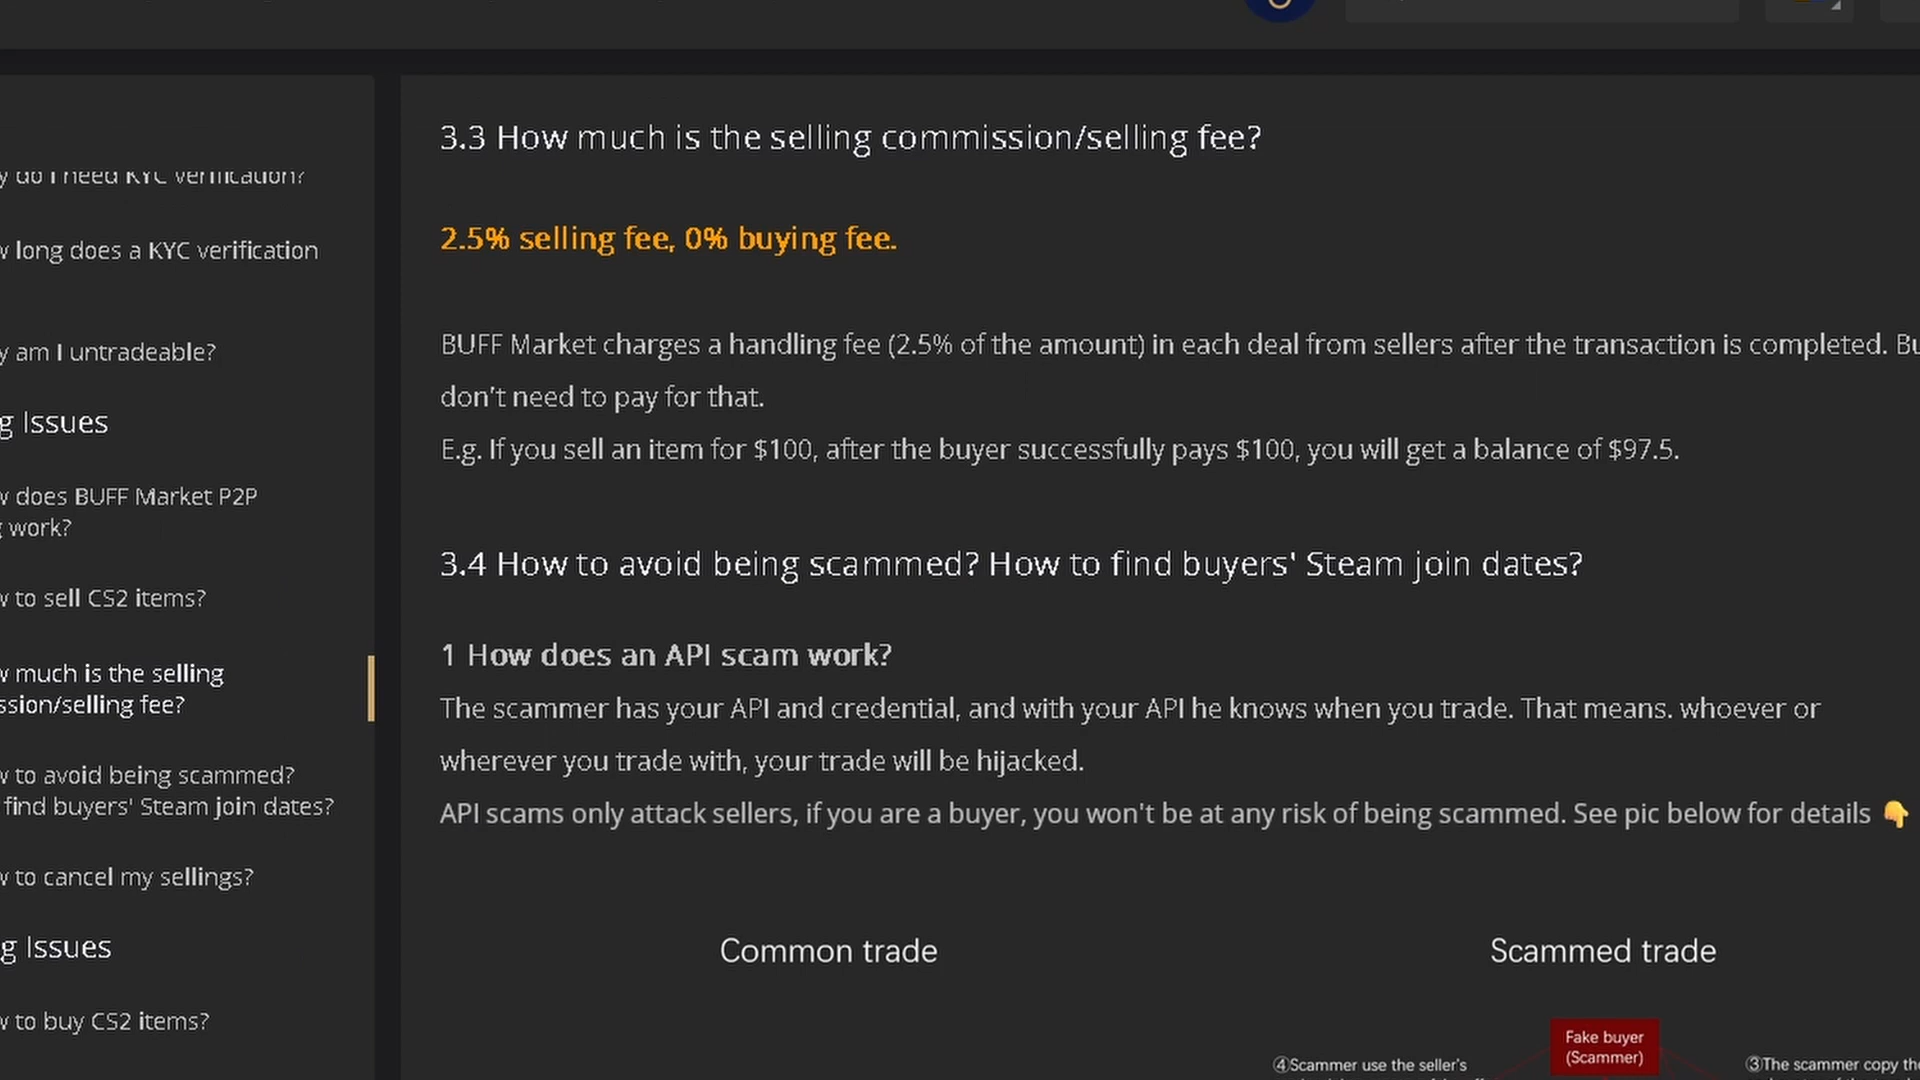 y do I need KYC verification?
w long does a KYC verification
y am I untradeable?
g Issues
w does BUFF Market P2P
g work?
w to sell CS2 items?
w much is the selling
ssion/selling fee?
w to avoid being scammed?
find buyers' Steam join dates?
w to cancel my sellings?
g Issues
w to buy CS2 items?
3.3 How much is the selling commission/selling fee?
2.5% selling fee, 0% buying fee.
BUFF Market charges a handling fee (2.5% of the amount) in each deal from sellers after the transaction is completed. Bu
don't need to pay for that.
E.g. If you sell an item for $100, after the buyer successfully pays $100, you will get a balance of $97.5.
3.4 How to avoid being scammed? How to find buyers' Steam join dates?
1 How does an API scam work?
The scammer has your API and credential, and with your API he knows when you trade. That means. whoever or
wherever you trade with, your trade will be hijacked.
API scams only attack sellers, if you are a buyer, you won't be at any risk of being scammed. See pic below for details 👇
Common trade
Scammed trade
Fake buyer
(Scammer)
④Scammer use the seller's
③The scammer copy the